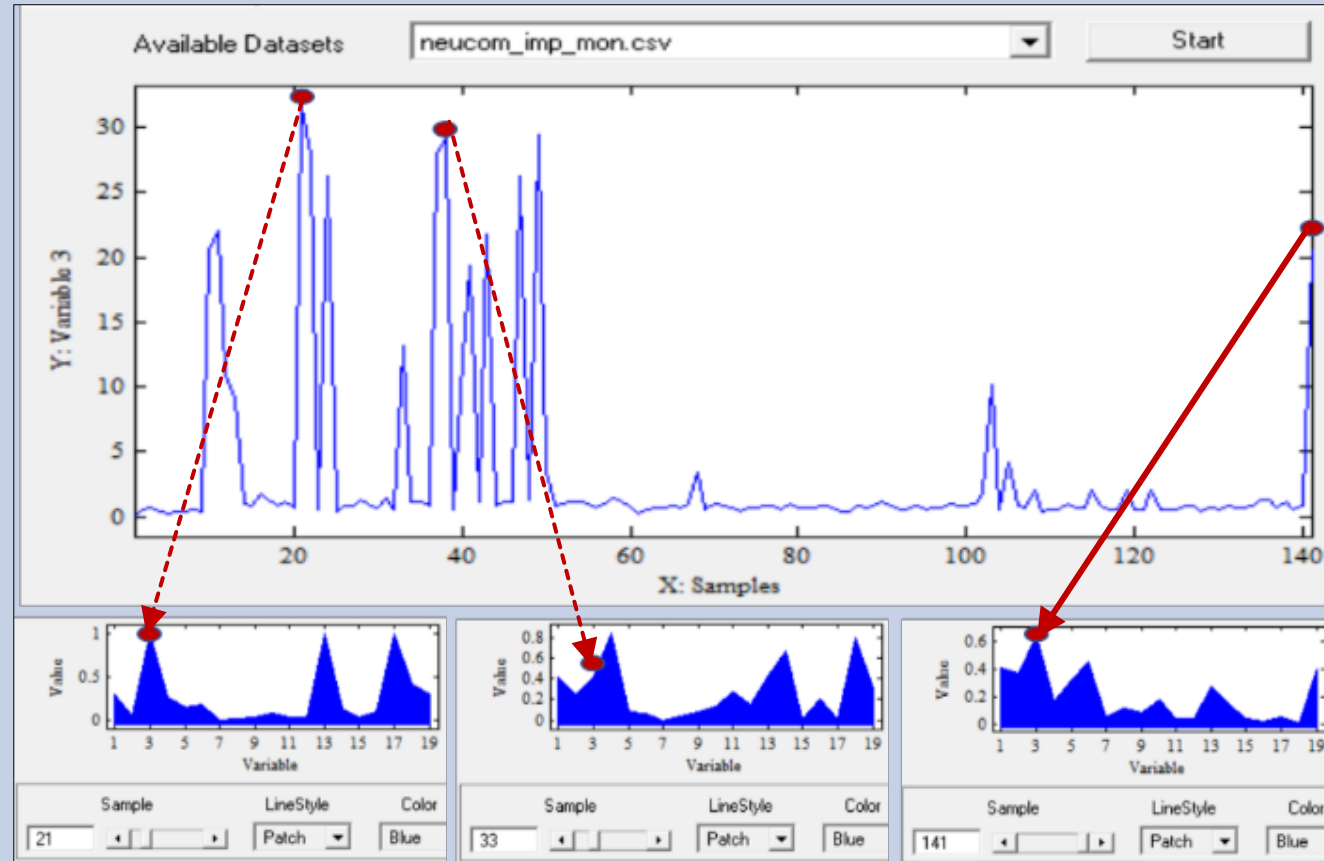 Available Datasets neucom_imp_mon.csv Start
Y: Variable 3
30
25
20
15
10
5
0
20 40 60 80 100 120 140
X: Samples
Value
1
0.5
0
1 3 5 7 9 11 13 15 17 19
Variable
Sample LineStyle Color
21 Patch Blue
Value
0.8
0.6
0.4
0.2
0
1 3 5 7 9 11 13 15 17 19
Variable
Sample LineStyle Color
33 Patch Blue
Value
0.6
0.4
0.2
0
1 3 5 7 9 11 13 15 17 19
Variable
Sample LineStyle Color
141 Patch Blue